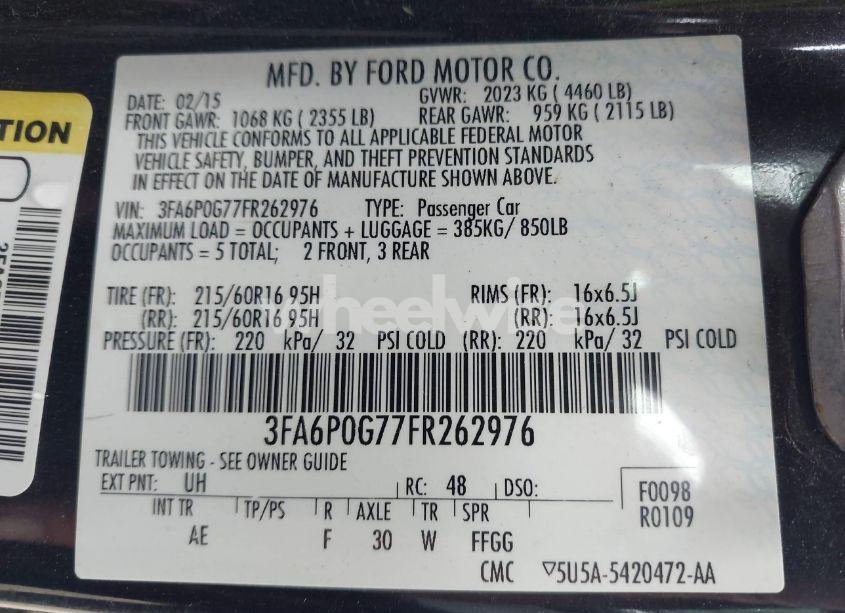 TION
MFD. BY FORD MOTOR CO.
DATE: 02/15 GVWR: 2023 KG ( 4460 LB)
FRONT GAWR: 1068 KG ( 2355 LB) REAR GAWR: 959 KG ( 2115 LB)
THIS VEHICLE CONFORMS TO ALL APPLICABLE FEDERAL MOTOR
VEHICLE SAFETY, BUMPER, AND THEFT PREVENTION STANDARDS
IN EFFECT ON THE DATE OF MANUFACTURE SHOWN ABOVE.
VIN: 3FA6P0G77FR262976 TYPE: Passenger Car
MAXIMUM LOAD = OCCUPANTS + LUGGAGE = 385KG/ 850LB
OCCUPANTS = 5 TOTAL; 2 FRONT, 3 REAR
TIRE (FR): 215/60R16 95H RIMS (FR): 16x6.5J
(RR): 215/60R16 95H (RR): 16x6.5J
wheelwire
PRESSURE (FR): 220 kPa/ 32 PSI COLD (RR): 220 kPa/ 32 PSI COLD
3FA6P0G77FR262976
TRAILER TOWING - SEE OWNER GUIDE
EXT PNT: UH RC: 48 DSO: F0098
INT TR TP/PS R AXLE TR SPR R0109
AE F 30 W FFGG
CMC ▽5U5A-5420472-AA